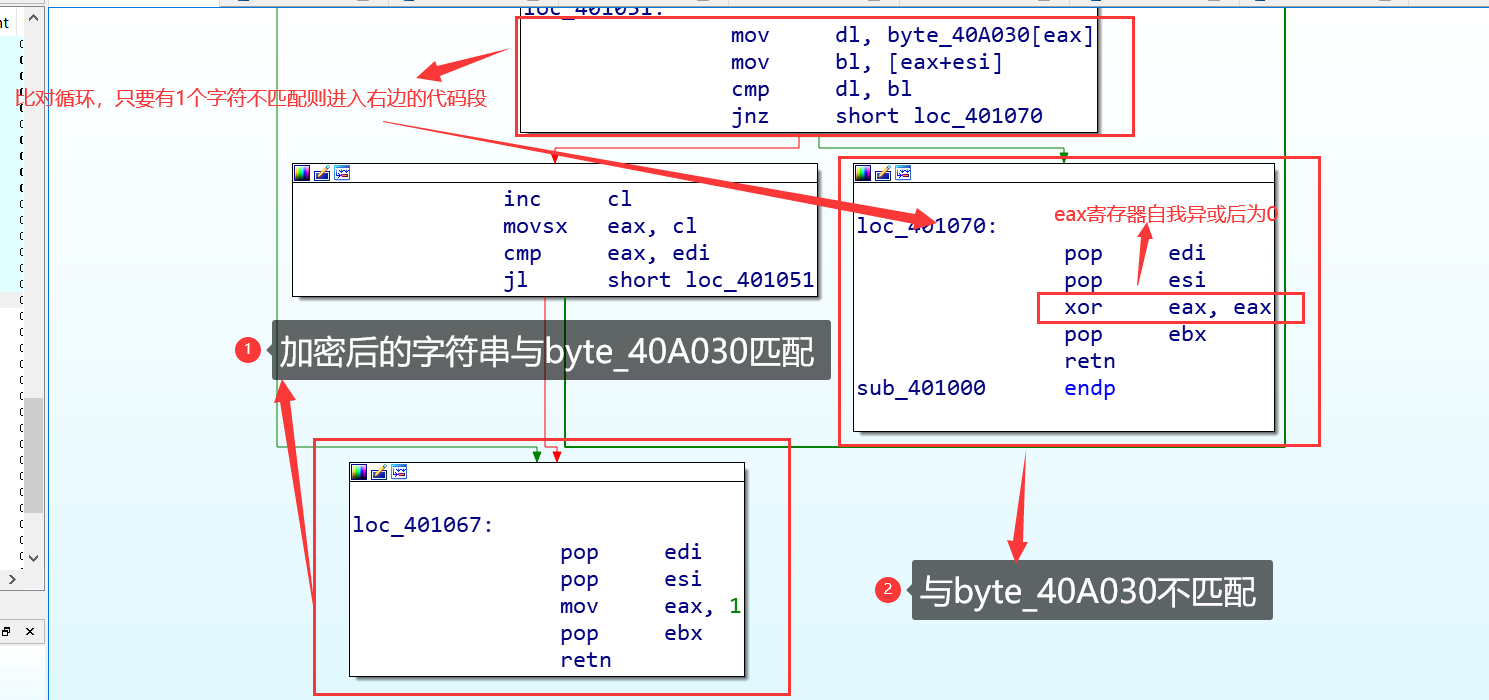 nt
loc_401051:
mov dl, byte_40A030[eax]
mov bl, [eax+esi]
cmp dl, bl
jnz short loc_401070
比对循环，只要有1个字符不匹配则进入右边的代码段
inc cl
movsx eax, cl
cmp eax, edi
jl short loc_401051
eax寄存器自我异或后为0
loc_401070:
pop edi
pop esi
xor eax, eax
pop ebx
retn
sub_401000 endp
1 加密后的字符串与byte_40A030匹配
loc_401067:
pop edi
pop esi
mov eax, 1
pop ebx
retn
2 与byte_40A030不匹配